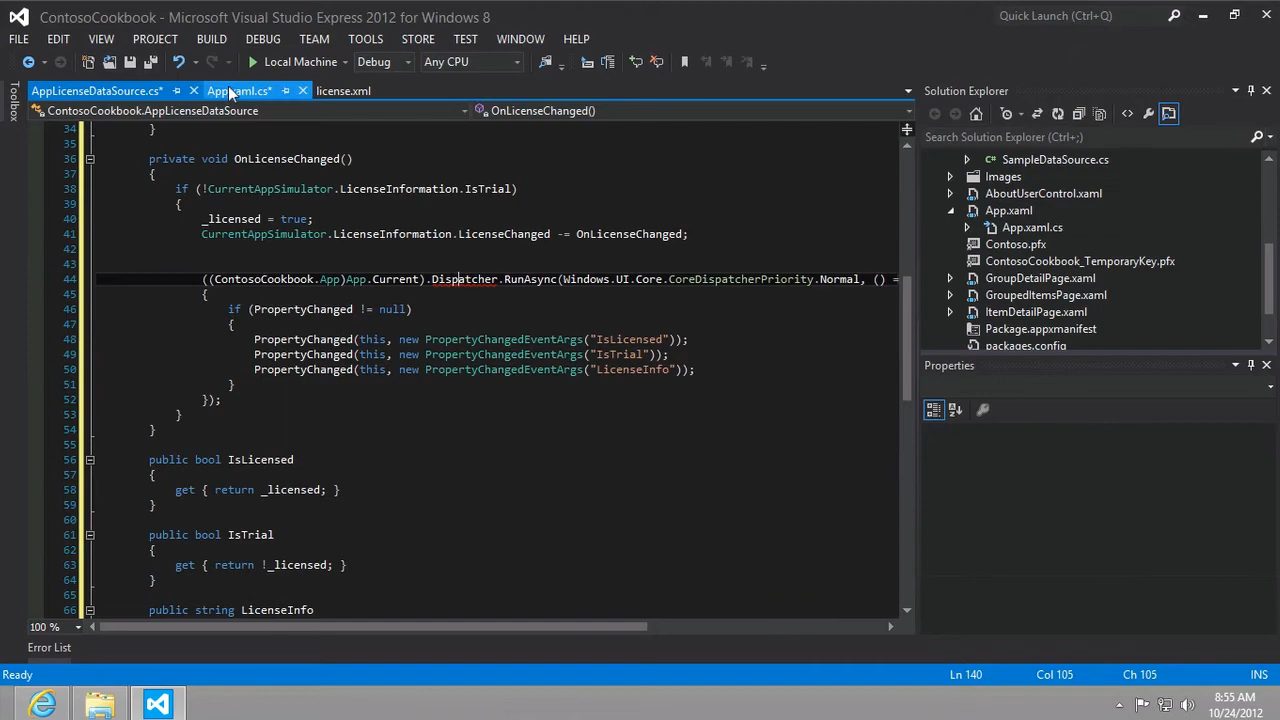 ContosoCookbook - Microsoft Visual Studio Express 2012 for Windows 8
Quick Launch (Ctrl+Q)
FILE EDIT VIEW PROJECT BUILD DEBUG TEAM TOOLS STORE TEST WINDOW HELP
Local Machine Debug Any CPU
Toolbox
AppLicenseDataSource.cs* App.xaml.cs* license.xml
ContosoCookbook.AppLicenseDataSource OnLicenseChanged()
34 }
35
36 private void OnLicenseChanged()
37 {
38 if (!CurrentAppSimulator.LicenseInformation.IsTrial)
39 {
40 _licensed = true;
41 CurrentAppSimulator.LicenseInformation.LicenseChanged -= OnLicenseChanged;
42
43
44 ((ContosoCookbook.App)App.Current).Dispatcher.RunAsync(Windows.UI.Core.CoreDispatcherPriority.Normal, () =
45 {
46 if (PropertyChanged != null)
47 {
48 PropertyChanged(this, new PropertyChangedEventArgs("IsLicensed"));
49 PropertyChanged(this, new PropertyChangedEventArgs("IsTrial"));
50 PropertyChanged(this, new PropertyChangedEventArgs("LicenseInfo"));
51 }
52 });
53 }
54 }
55
56 public bool IsLicensed
57 {
58 get { return _licensed; }
59 }
60
61 public bool IsTrial
62 {
63 get { return !_licensed; }
64 }
65
66 public string LicenseInfo
100 %
Solution Explorer
Search Solution Explorer (Ctrl+;)
C# SampleDataSource.cs
Images
AboutUserControl.xaml
App.xaml
App.xaml.cs
Contoso.pfx
ContosoCookbook_TemporaryKey.pfx
GroupDetailPage.xaml
GroupedItemsPage.xaml
ItemDetailPage.xaml
Package.appxmanifest
packages.config
Properties
Error List
Ready Ln 140 Col 105 Ch 105 INS
8:55 AM
10/24/2012